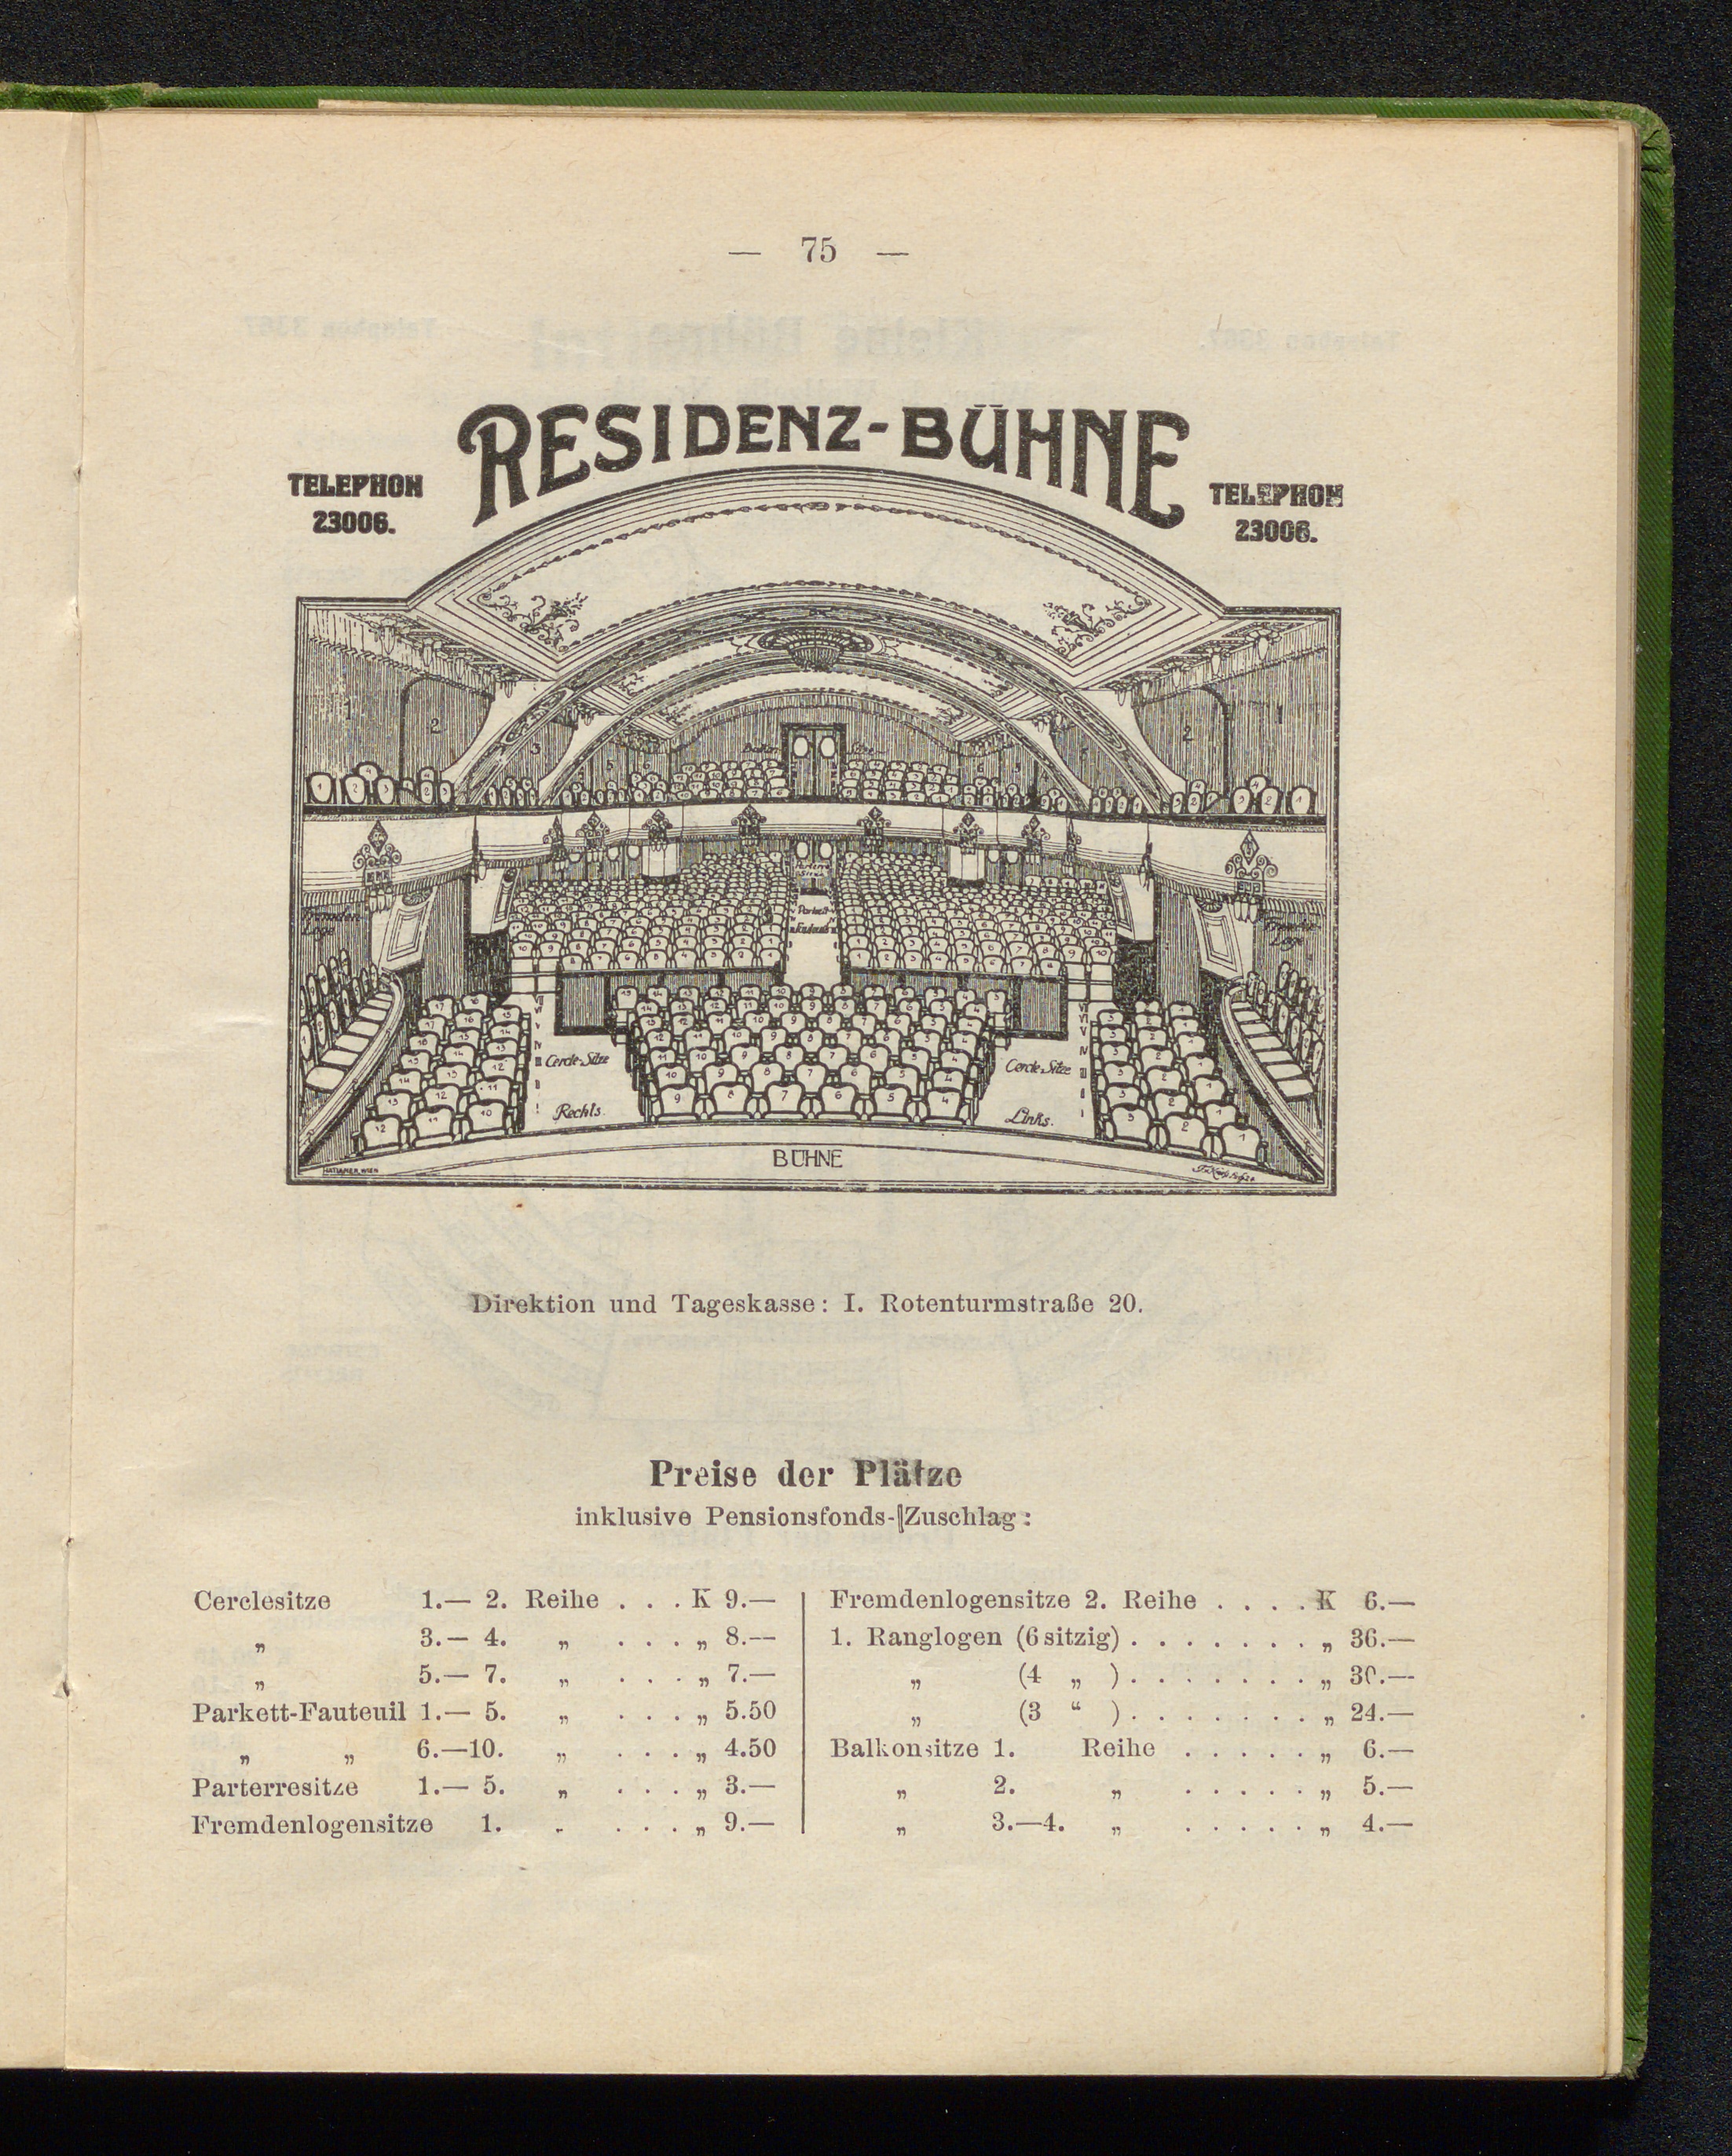 — 75 —
RESIDENZ-BÜHNE
TELEPHON
23006.
TELEPHON
23006.
Fremden
Loge
Parkett
Cercle-Sitze
Rechts.
Cercle-Sitze
Links.
BÜHNE
Direktion und Tageskasse: I. Rotenturmstraße 20.
Preise der Plätze
inklusive Pensionsfonds-Zuschlag:
Cerclesitze 1.— 2. Reihe . . . K 9.—
„ 3.— 4. „ . . . „ 8.—
„ 5.— 7. „ . . . „ 7.—
Parkett-Fauteuil 1.— 5. „ . . . „ 5.50
„ „ 6.—10. „ . . . „ 4.50
Parterresitze 1.— 5. „ . . . „ 3.—
Fremdenlogensitze 1. „ . . . „ 9.—
Fremdenlogensitze 2. Reihe . . . . K 6.—
1. Ranglogen (6 sitzig) . . . . . . . „ 36.—
„ (4 „ ) . . . . . . . „ 30.—
„ (3 “ ) . . . . . . . „ 24.—
Balkonsitze 1. Reihe . . . . . „ 6.—
„ 2. „ . . . . . „ 5.—
„ 3.—4. „ . . . . . „ 4.—